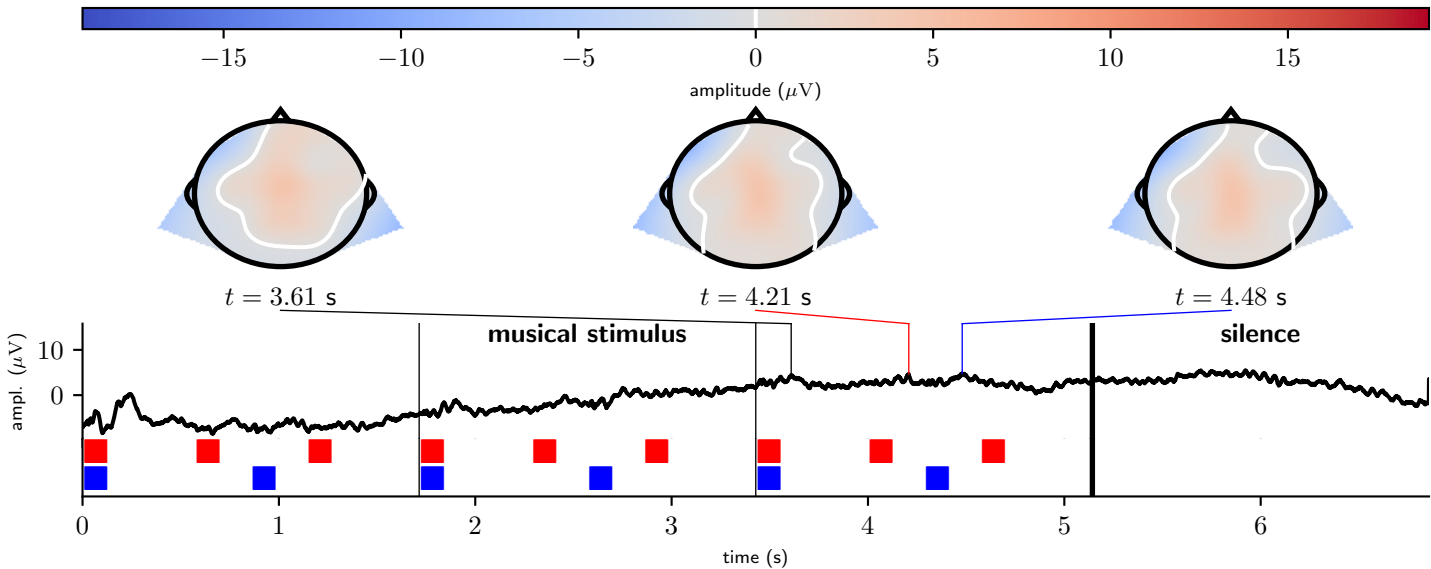 −15 −10 −5 0 5 10 15
amplitude (μV)
t = 3.61 s t = 4.21 s t = 4.48 s
musical stimulus silence
ampl. (μV)
10
0
0 1 2 3 4 5 6
time (s)